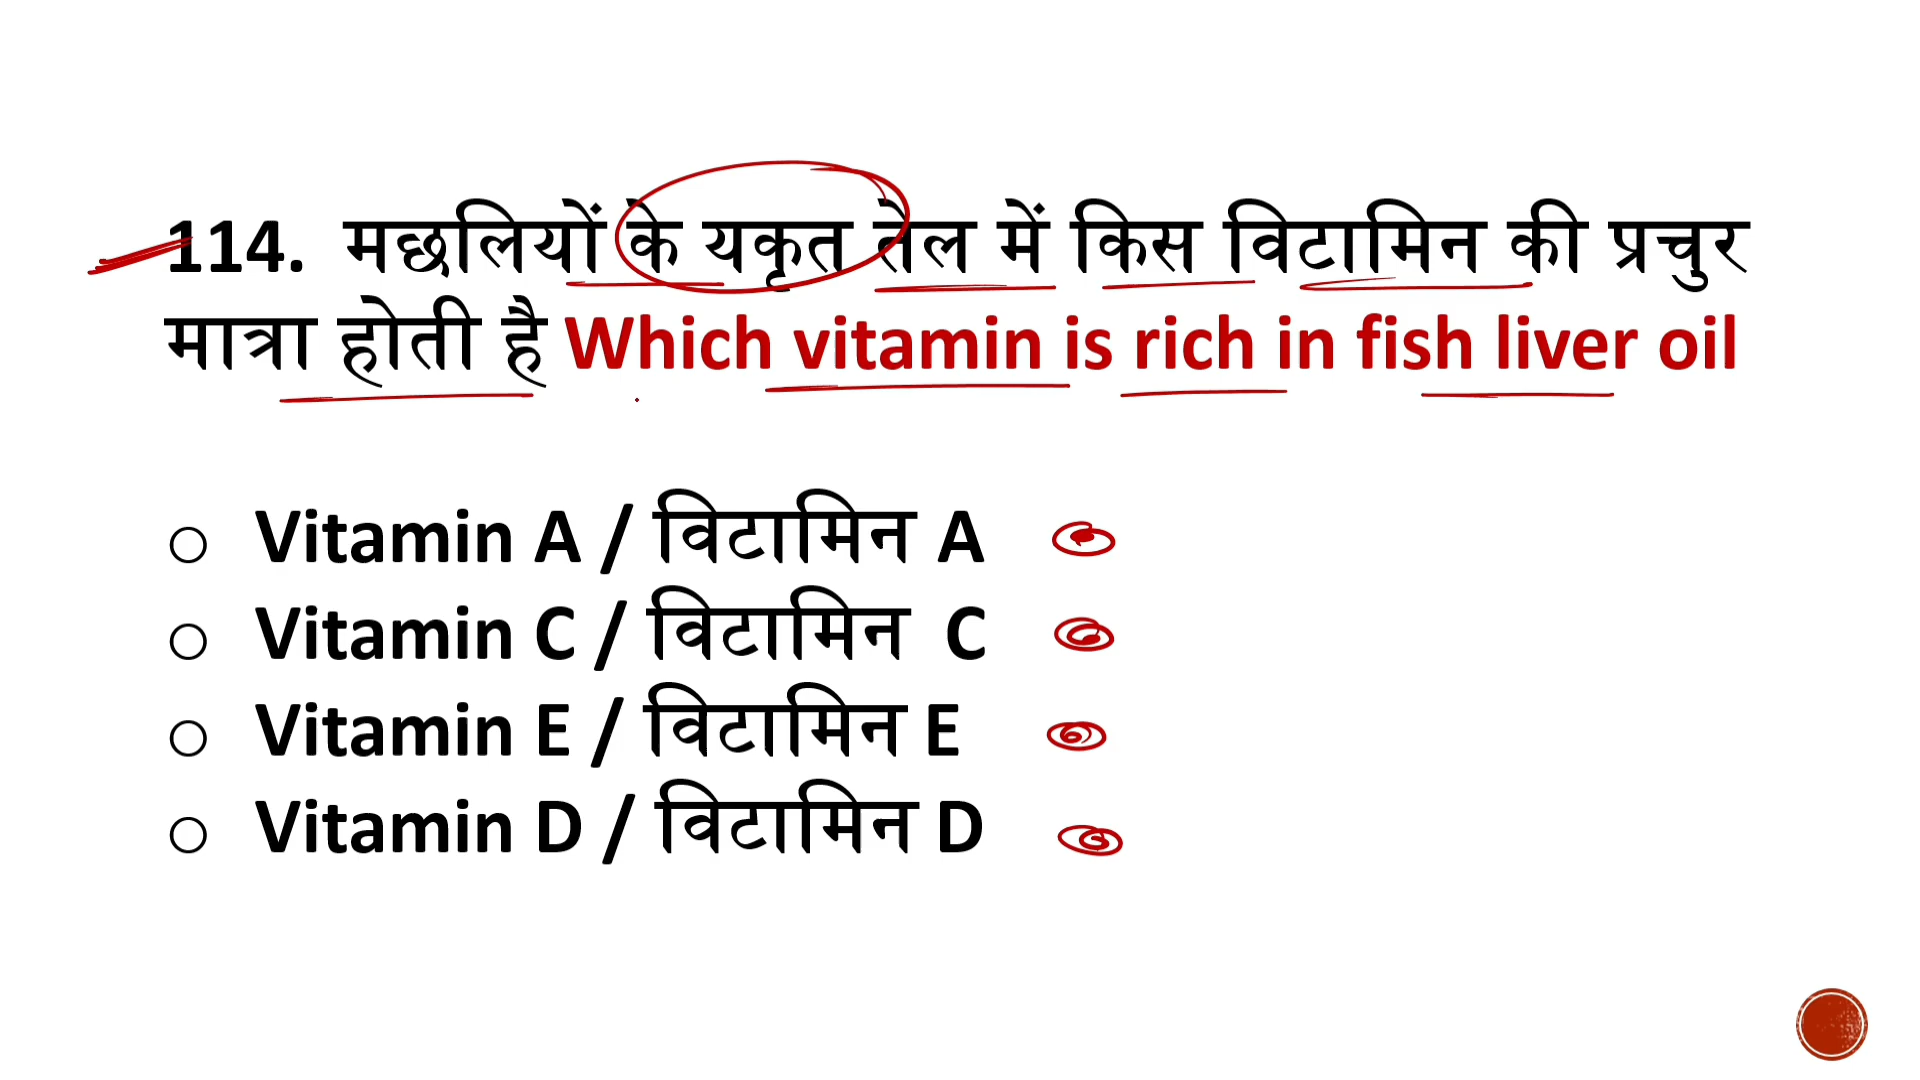 114. मछलियों के यकृत तेल में किस विटामिन की प्रचुर
मात्रा होती है Which vitamin is rich in fish liver oil
Vitamin A / विटामिन A
Vitamin C / विटामिन C
Vitamin E / विटामिन E
Vitamin D / विटामिन D